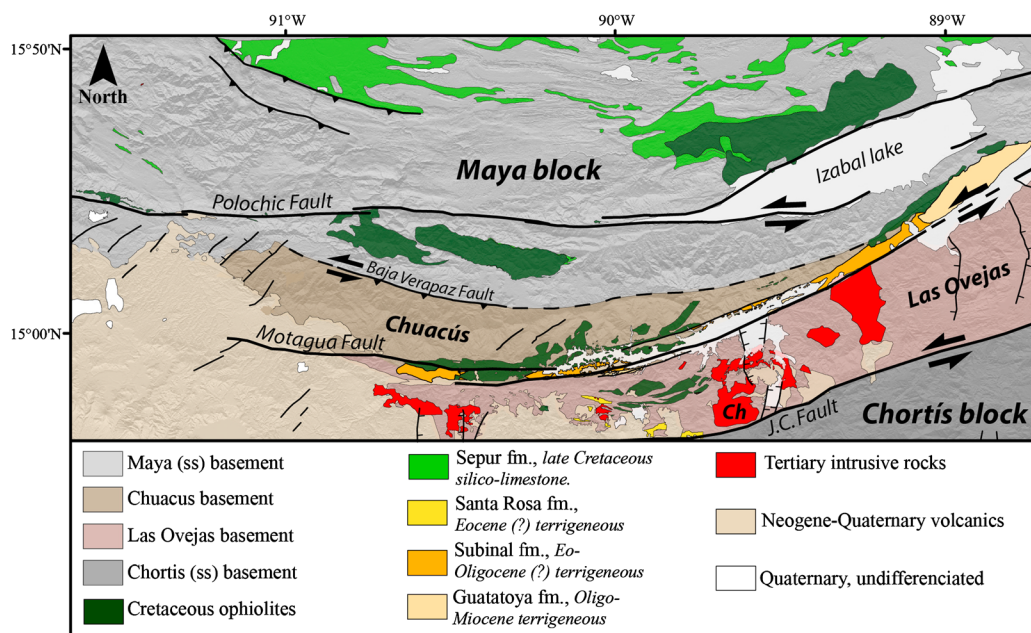 91°W
90°W
89°W
15°50'N
North
Maya block
Izabal lake
Polochic Fault
Baja Verapaz Fault
Las Ovejas
15°00'N
Chuacús
Motagua Fault
Ch
J.C. Fault
Chortís block
Maya (ss) basement
Chuacus basement
Las Ovejas basement
Chortis (ss) basement
Cretaceous ophiolites
Sepur fm., late Cretaceous
silico-limestone.
Santa Rosa fm.,
Eocene (?) terrigeneous
Subinal fm., Eo-
Oligocene (?) terrigeneous
Guatatoya fm., Oligo-
Miocene terrigeneous
Tertiary intrusive rocks
Neogene-Quaternary volcanics
Quaternary, undifferenciated